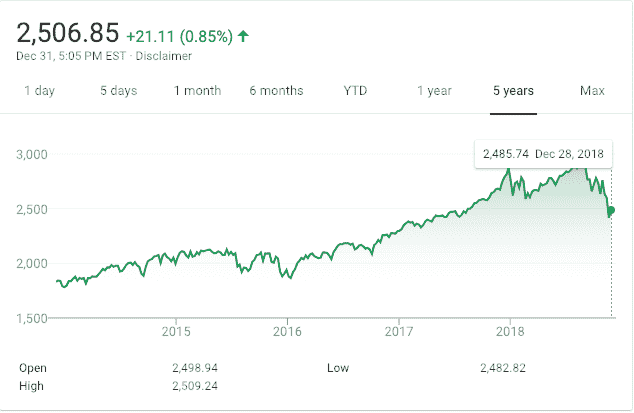 2,506.85 +21.11 (0.85%) ↑
Dec 31, 5:05 PM EST · Disclaimer
1 day 5 days 1 month 6 months YTD 1 year 5 years Max
2,485.74 Dec 28, 2018
3,000
2,500
2,000
1,500
2015 2016 2017 2018
Open 2,498.94 Low 2,482.82
High 2,509.24